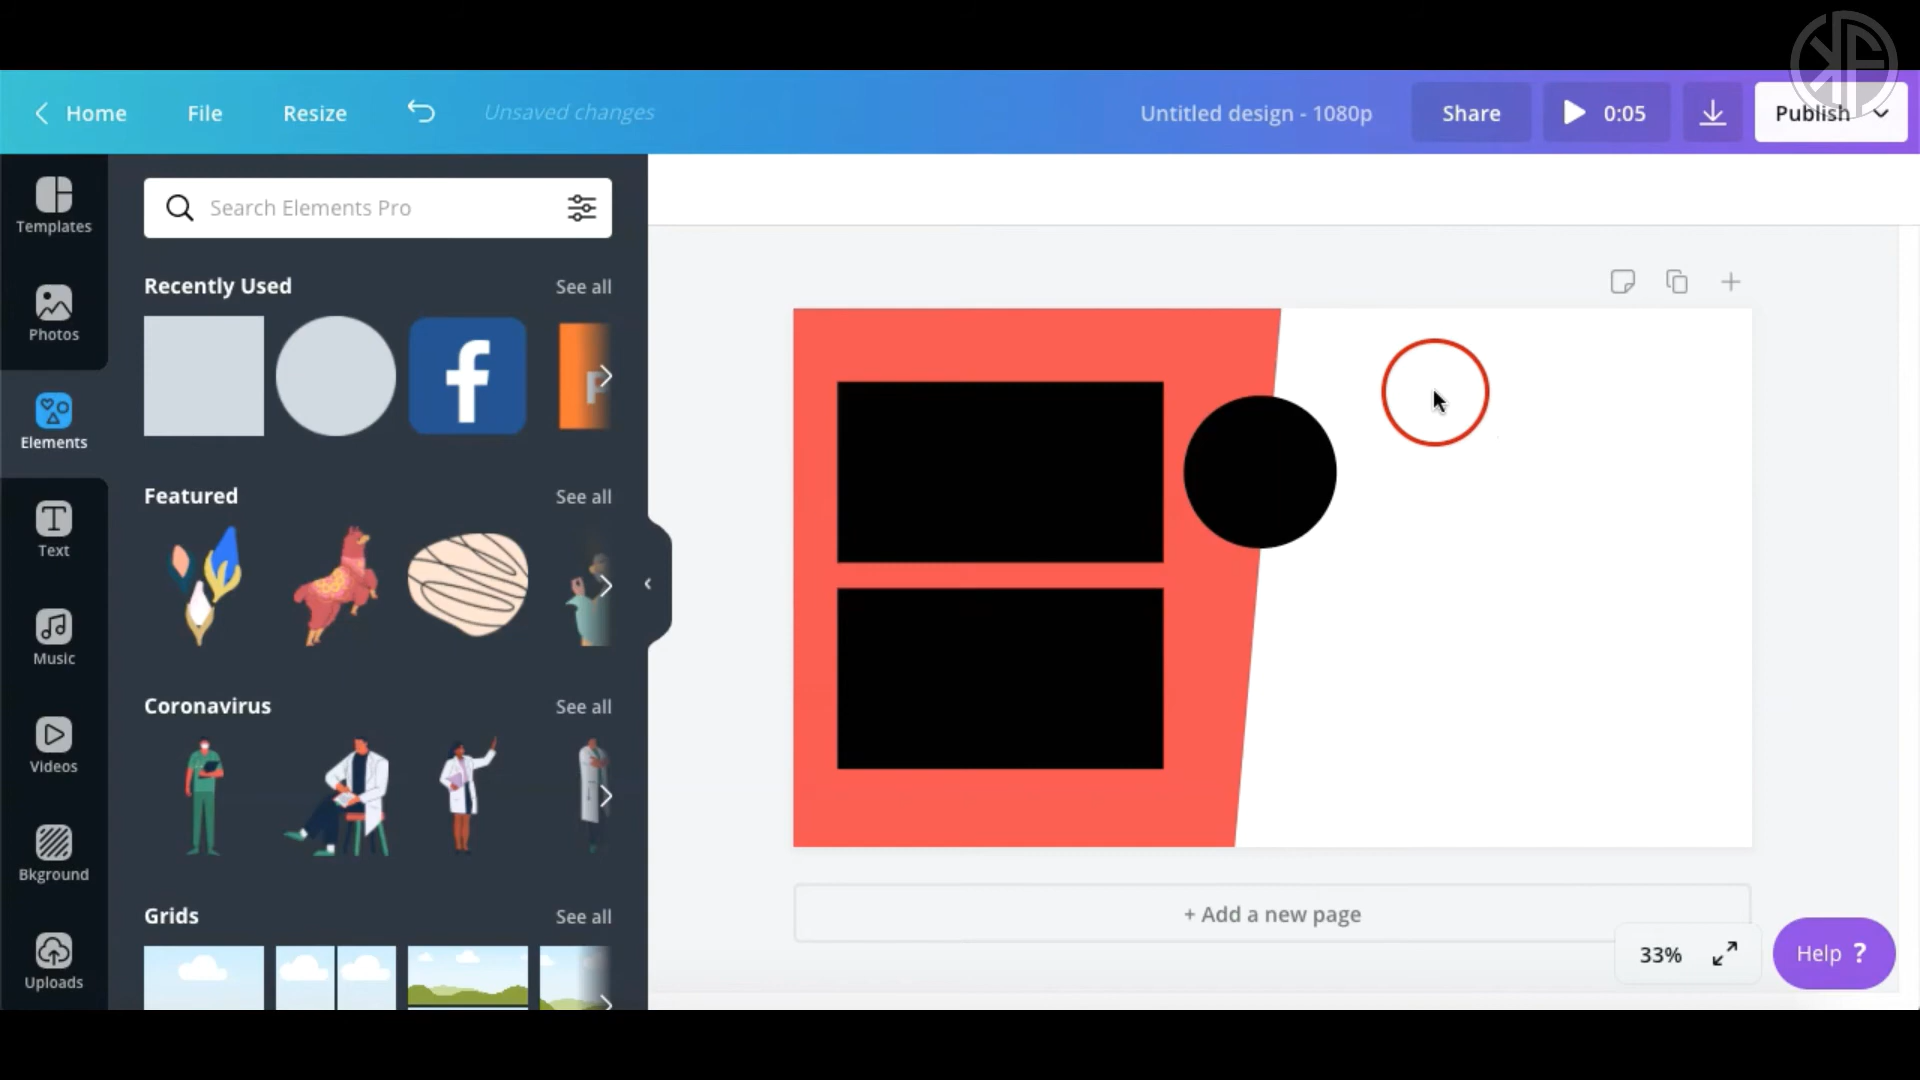 Home
File
Resize
Unsaved changes
Untitled design - 1080p
Share
0:05
Publish
Templates
Photos
Elements
Text
Music
Videos
Bkground
Uploads
Search Elements Pro
Recently Used
See all
f
P
Featured
See all
Coronavirus
See all
Grids
See all
+ Add a new page
33%
Help ?